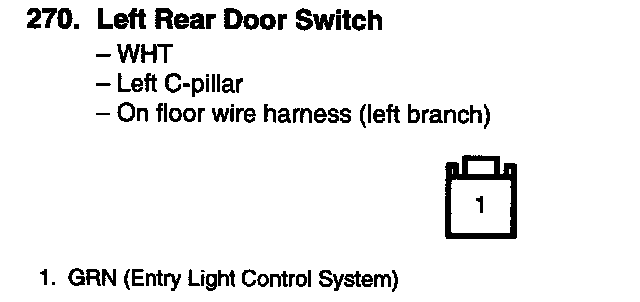 270. Left Rear Door Switch
– WHT
– Left C-pillar
– On floor wire harness (left branch)
1
1. GRN (Entry Light Control System)